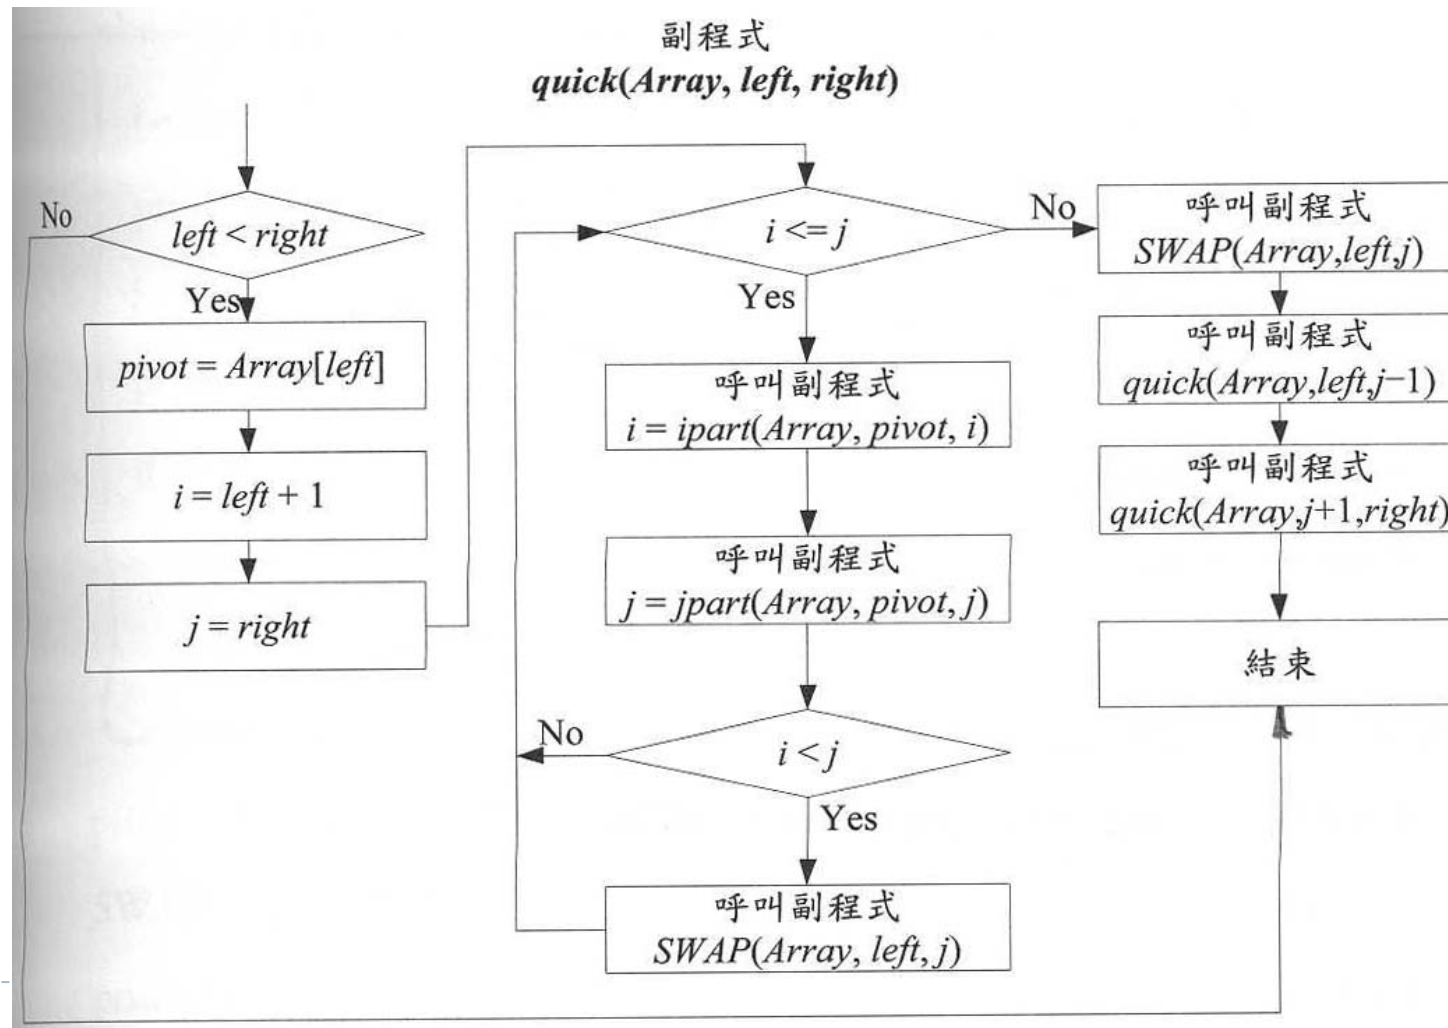 副程式
quick(Array, left, right)
No
left < right
Yes
pivot = Array[left]
i = left + 1
j = right
i <= j
Yes
呼叫副程式
i = ipart(Array, pivot, i)
呼叫副程式
j = jpart(Array, pivot, j)
No
i < j
Yes
呼叫副程式
SWAP(Array, left, j)
No
呼叫副程式
SWAP(Array,left,j)
呼叫副程式
quick(Array,left,j−1)
呼叫副程式
quick(Array,j+1,right)
結束